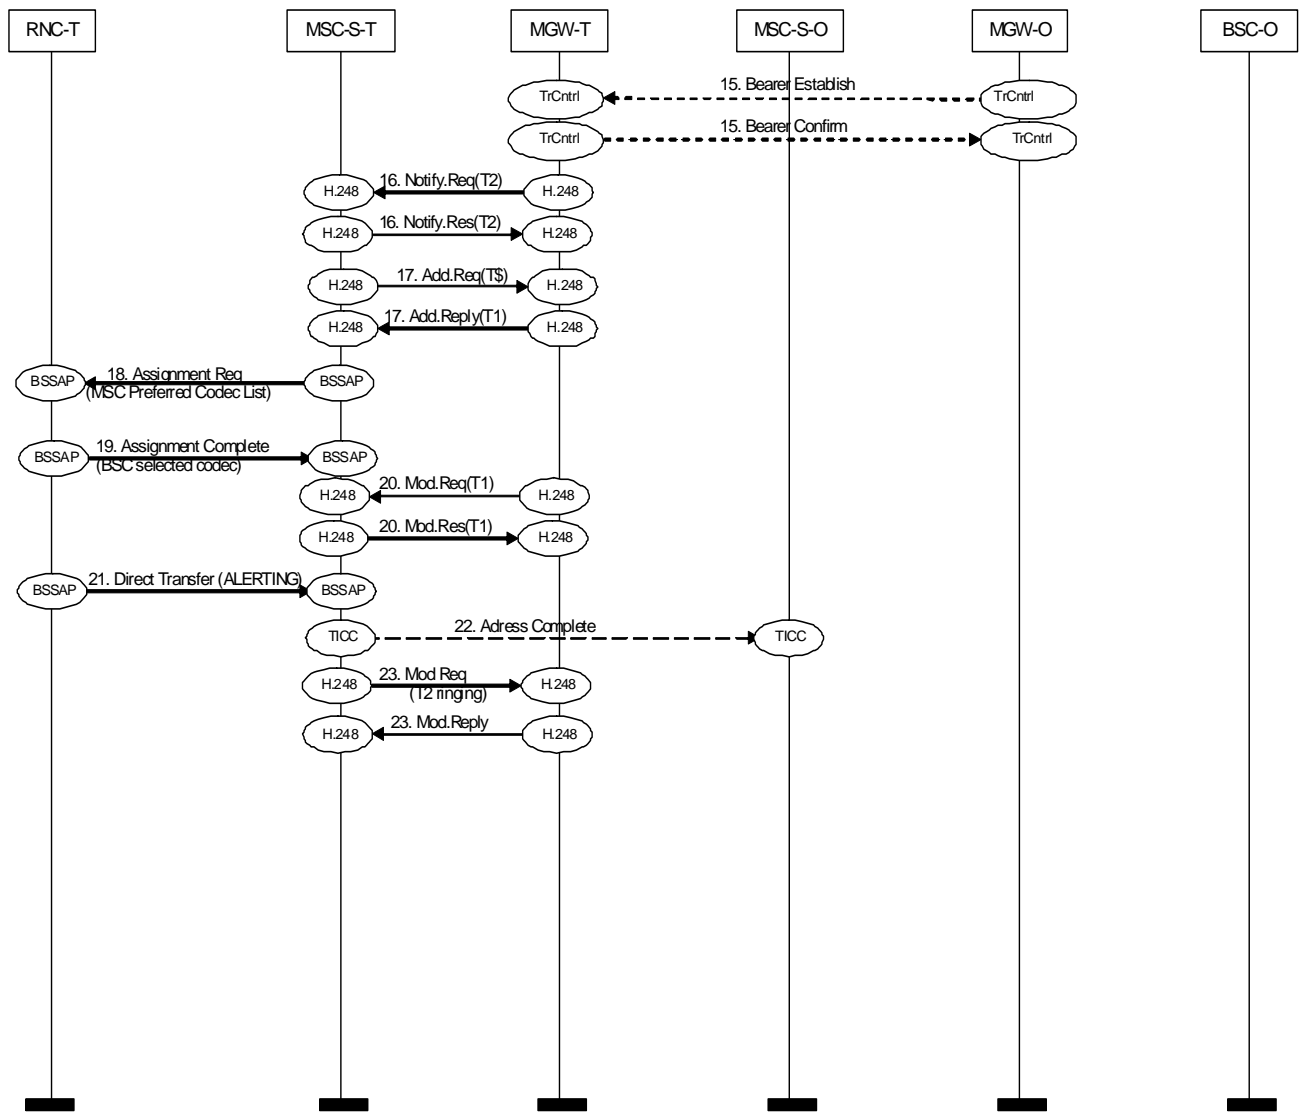 RNC-T MSC-S-T MGW-T MSC-S-O MGW-O BSC-O
15. Bearer Establish
TrCntrl TrCntrl
15. Bearer Confirm
TrCntrl TrCntrl
16. Notify.Req(T2)
H.248 H.248
16. Notify.Res(T2)
H.248 H.248
17. Add.Req(T$)
H.248 H.248
17. Add.Reply(T1)
H.248 H.248
18. Assignment Req
BSSAP BSSAP
(MSC Preferred Codec List)
19. Assignment Complete
BSSAP BSSAP
(BSC selected codec)
20. Mod.Req(T1)
H.248 H.248
20. Mod.Res(T1)
H.248 H.248
21. Direct Transfer (ALERTING)
BSSAP BSSAP
22. Adress Complete
TICC TICC
23. Mod Req
H.248 H.248
(T2 ringing)
23. Mod.Reply
H.248 H.248